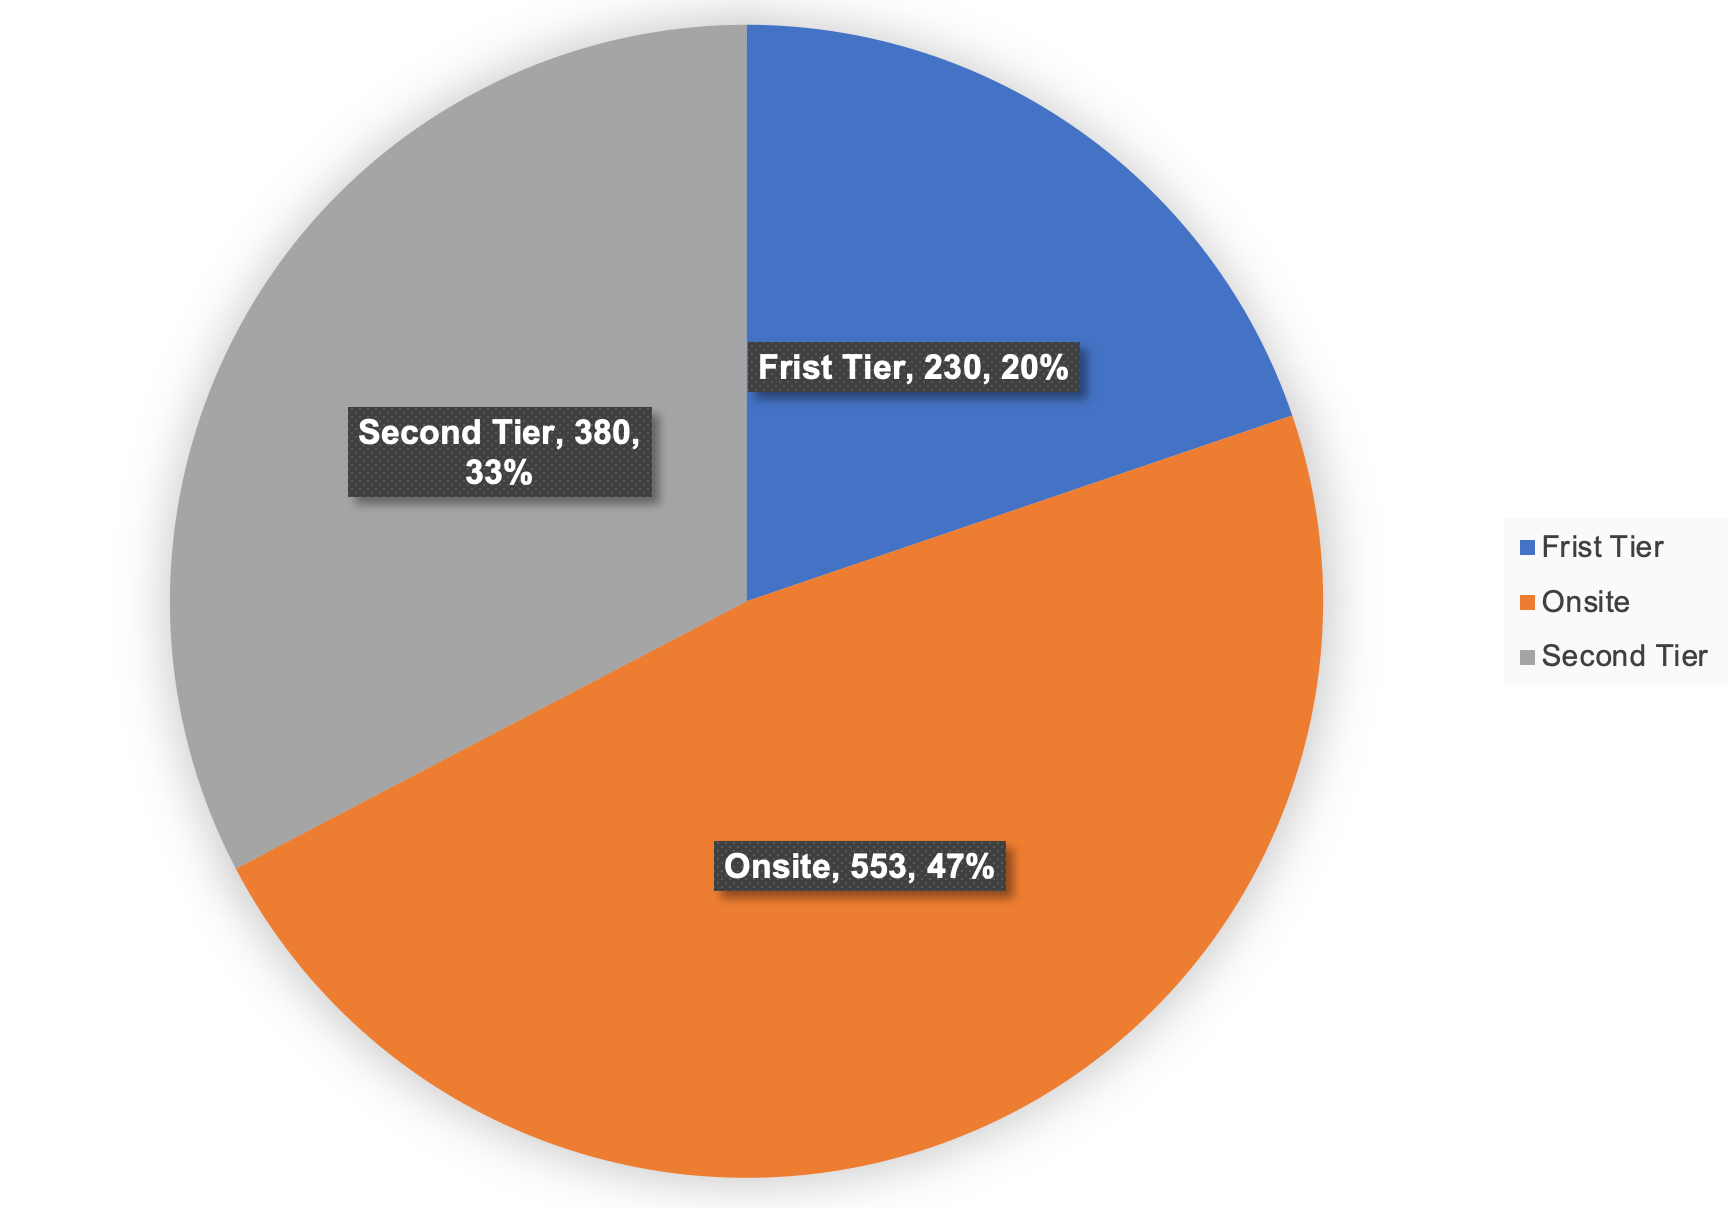 Frist Tier, 230, 20%
Second Tier, 380,
33%
Onsite, 553, 47%
Frist Tier
Onsite
Second Tier